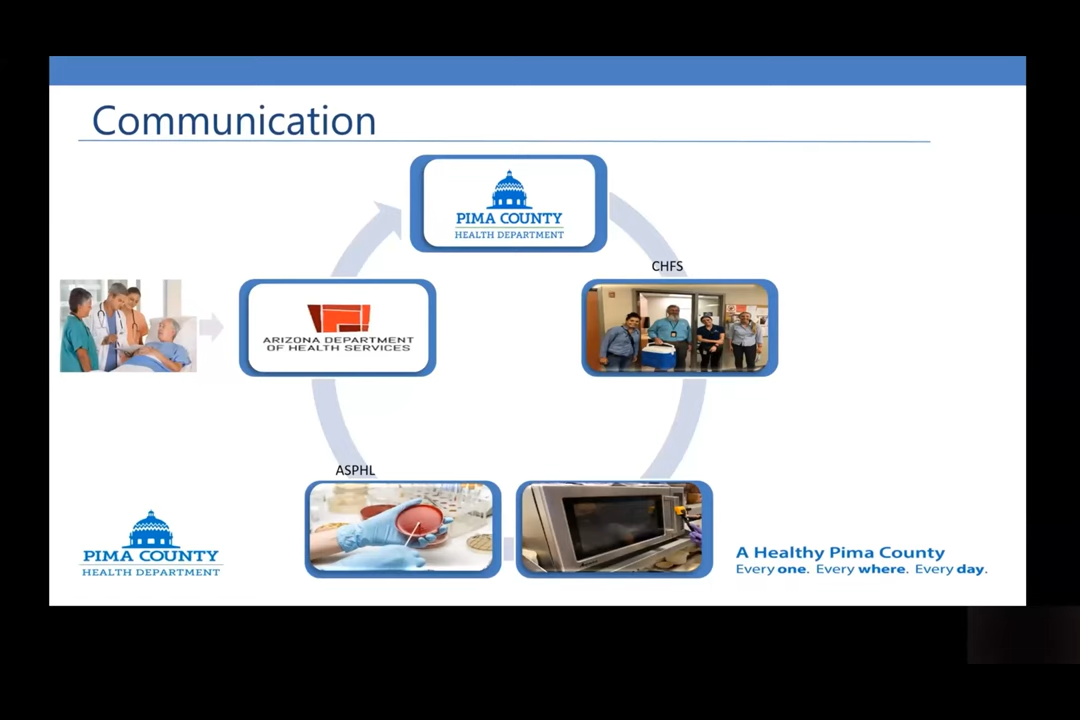 Communication
PIMA COUNTY
HEALTH DEPARTMENT
CHFS
ARIZONA DEPARTMENT
OF HEALTH SERVICES
ASPHL
PIMA COUNTY
HEALTH DEPARTMENT
A Healthy Pima County
Every one. Every where. Every day.